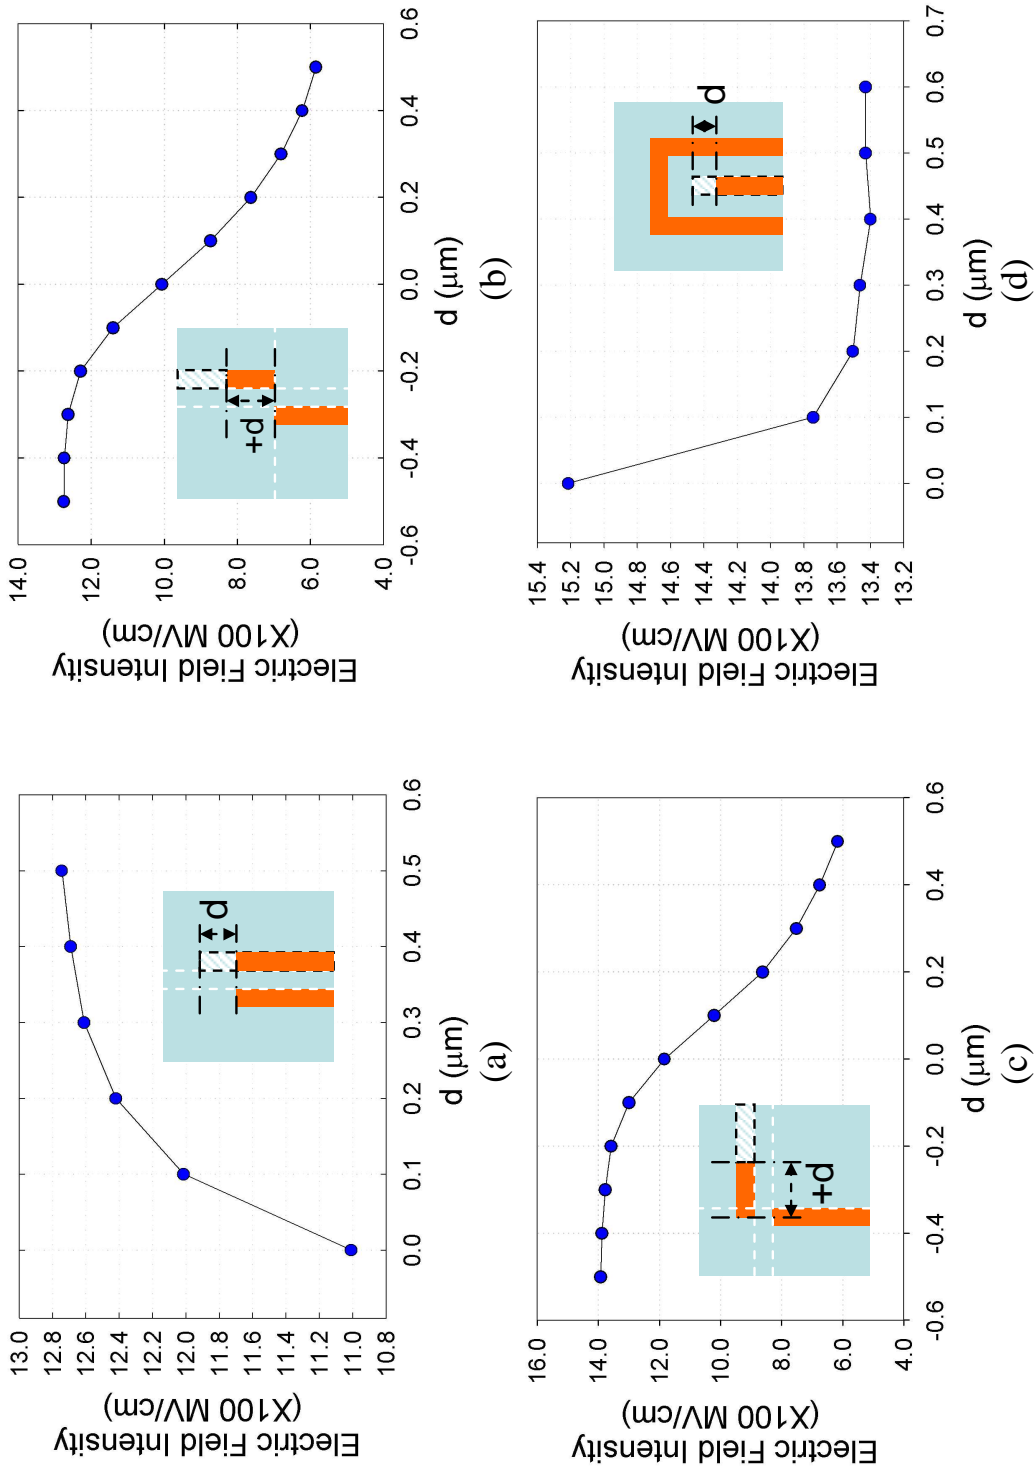 Electric Field Intensity
(X100 MV/cm)
13.0
12.8
12.6
12.4
12.2
12.0
11.8
11.6
11.4
11.2
11.0
10.8
d
0.0 0.1 0.2 0.3 0.4 0.5 0.6
d (μm)
(a)
Electric Field Intensity
(X100 MV/cm)
14.0
12.0
10.0
8.0
6.0
4.0
+d
-0.6 -0.4 -0.2 0.0 0.2 0.4 0.6
d (μm)
(b)
Electric Field Intensity
(X100 MV/cm)
16.0
14.0
12.0
10.0
8.0
6.0
4.0
+d
-0.6 -0.4 -0.2 0.0 0.2 0.4 0.6
d (μm)
(c)
Electric Field Intensity
(X100 MV/cm)
15.4
15.2
15.0
14.8
14.6
14.4
14.2
14.0
13.8
13.6
13.4
13.2
d
0.0 0.1 0.2 0.3 0.4 0.5 0.6 0.7
d (μm)
(d)